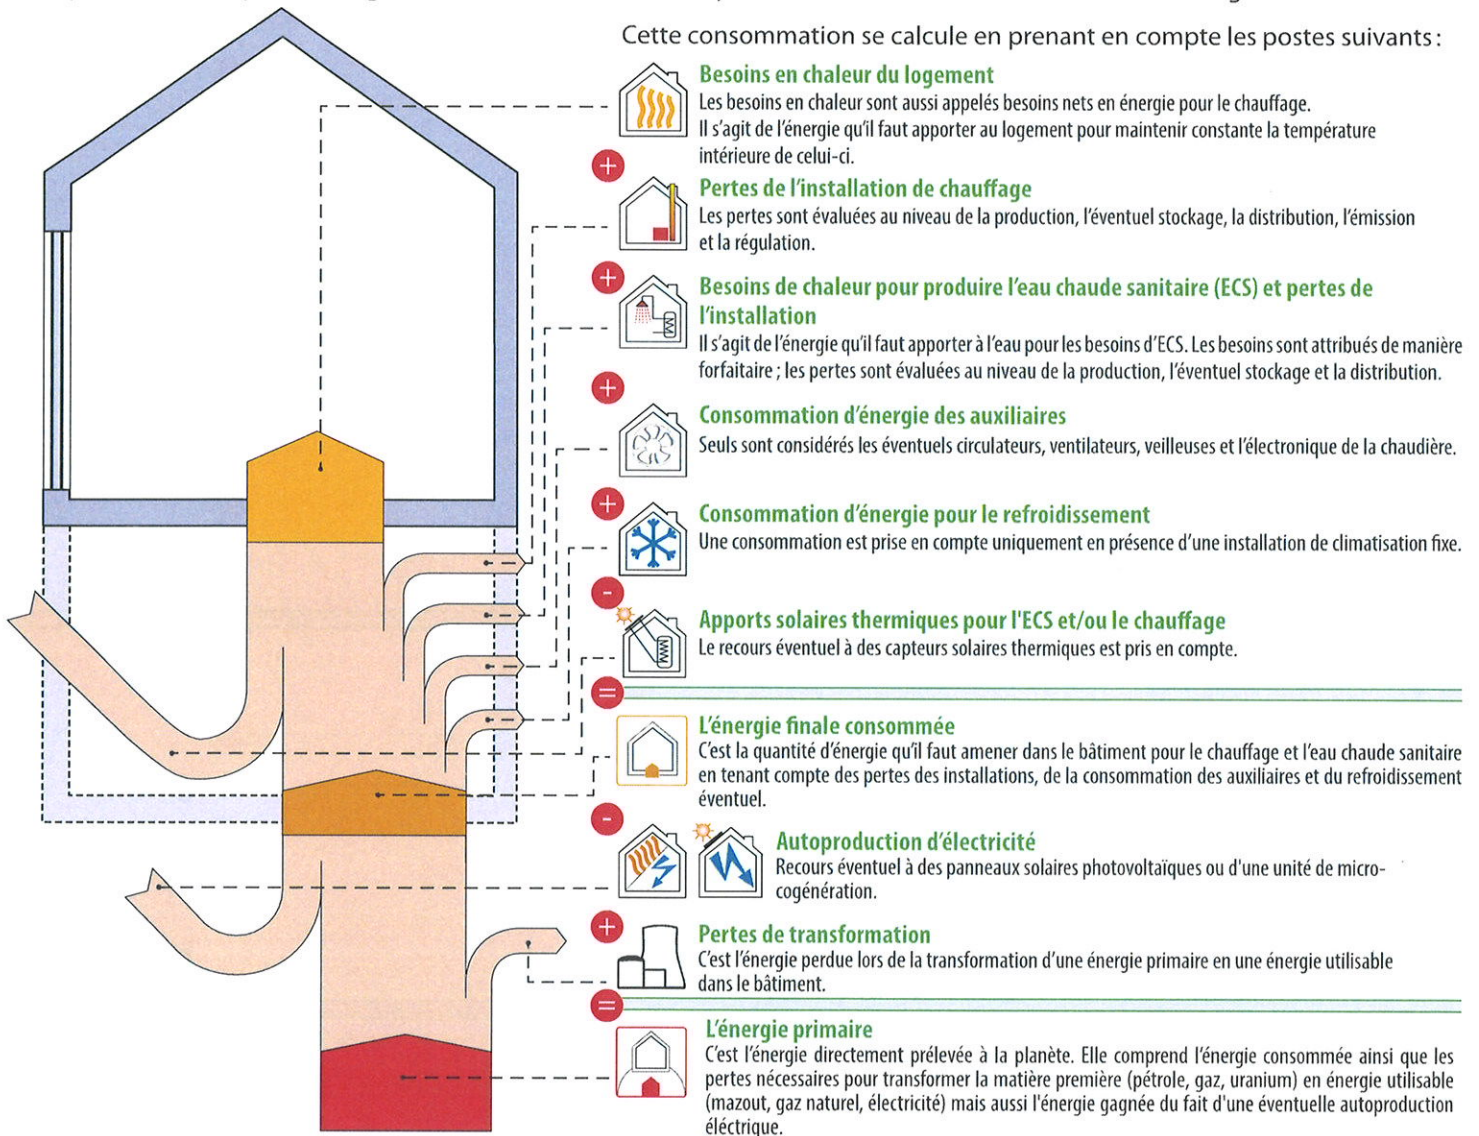 Cette consommation se calcule en prenant en compte les postes suivants :
Besoins en chaleur du logement
Les besoins en chaleur sont aussi appelés besoins nets en énergie pour le chauffage.
Il s'agit de l'énergie qu'il faut apporter au logement pour maintenir constante la température
intérieure de celui-ci.
+
Pertes de l'installation de chauffage
Les pertes sont évaluées au niveau de la production, l'éventuel stockage, la distribution, l'émission
et la régulation.
+
Besoins de chaleur pour produire l'eau chaude sanitaire (ECS) et pertes de
l'installation
Il s'agit de l'énergie qu'il faut apporter à l'eau pour les besoins d'ECS. Les besoins sont attribués de manière
forfaitaire ; les pertes sont évaluées au niveau de la production, l'éventuel stockage et la distribution.
+
Consommation d'énergie des auxiliaires
Seuls sont considérés les éventuels circulateurs, ventilateurs, veilleuses et l'électronique de la chaudière.
+
Consommation d'énergie pour le refroidissement
Une consommation est prise en compte uniquement en présence d'une installation de climatisation fixe.
-
Apports solaires thermiques pour l'ECS et/ou le chauffage
Le recours éventuel à des capteurs solaires thermiques est pris en compte.
=
L'énergie finale consommée
C'est la quantité d'énergie qu'il faut amener dans le bâtiment pour le chauffage et l'eau chaude sanitaire
en tenant compte des pertes des installations, de la consommation des auxiliaires et du refroidissement
éventuel.
-
Autoproduction d'électricité
Recours éventuel à des panneaux solaires photovoltaïques ou d'une unité de micro-
cogénération.
+
Pertes de transformation
C'est l'énergie perdue lors de la transformation d'une énergie primaire en une énergie utilisable
dans le bâtiment.
=
L'énergie primaire
C'est l'énergie directement prélevée à la planète. Elle comprend l'énergie consommée ainsi que les
pertes nécessaires pour transformer la matière première (pétrole, gaz, uranium) en énergie utilisable
(mazout, gaz naturel, électricité) mais aussi l'énergie gagnée du fait d'une éventuelle autoproduction
éléctrique.